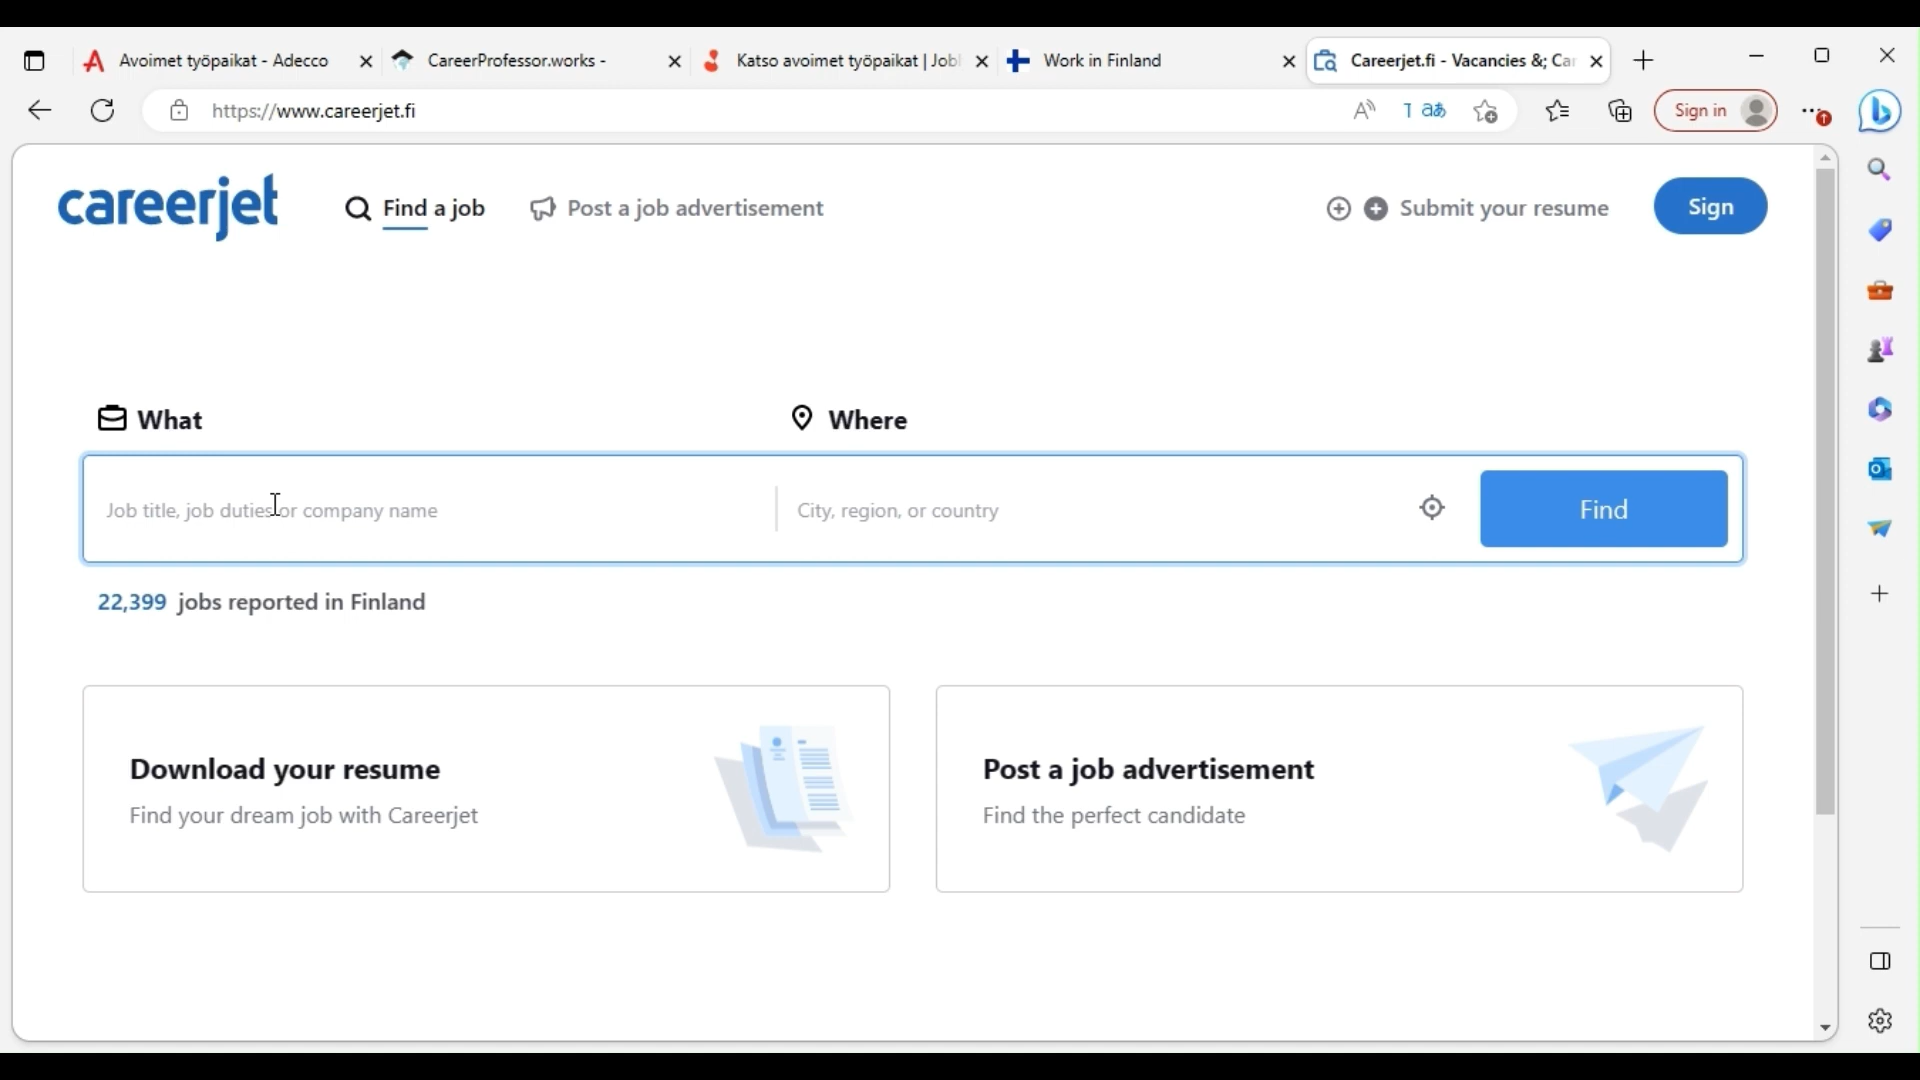 Avoimet työpaikat - Adecco
CareerProfessor.works -
Katso avoimet työpaikat | Jobl
Work in Finland
Careerjet.fi - Vacancies &; Car
https://www.careerjet.fi
Sign in
careerjet
Find a job
Post a job advertisement
Submit your resume
Sign
What
Where
Job title, job duties or company name
City, region, or country
Find
22,399 jobs reported in Finland
Download your resume
Find your dream job with Careerjet
Post a job advertisement
Find the perfect candidate